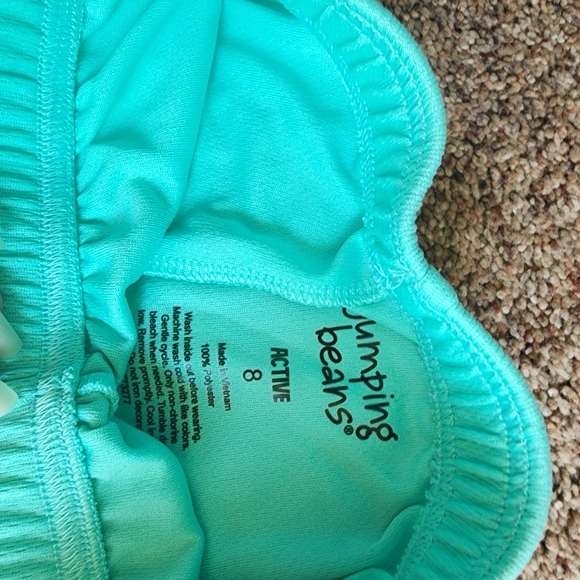 Jumping
beans®
ACTIVE
8
Made in Vietnam
100% Polyester
Wash inside out before wearing.
Machine wash cold with like colors.
Gentle cycle. Only non-chlorine
bleach when needed. Tumble
low. Remove promptly. Cool
not iron